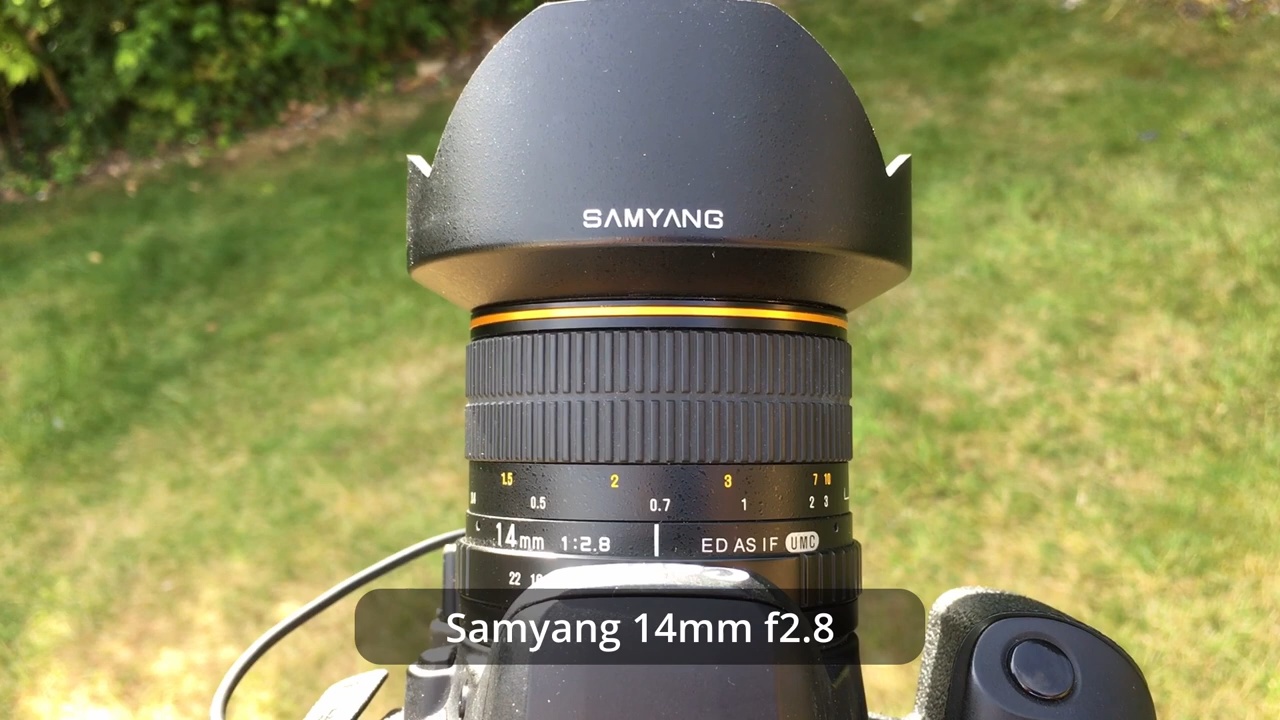 SAMYANG
1.5 2 3 7 10
0.5 0.7 1 2 3
14mm 1:2.8 ED AS IF UMC
22
Samyang 14mm f2.8